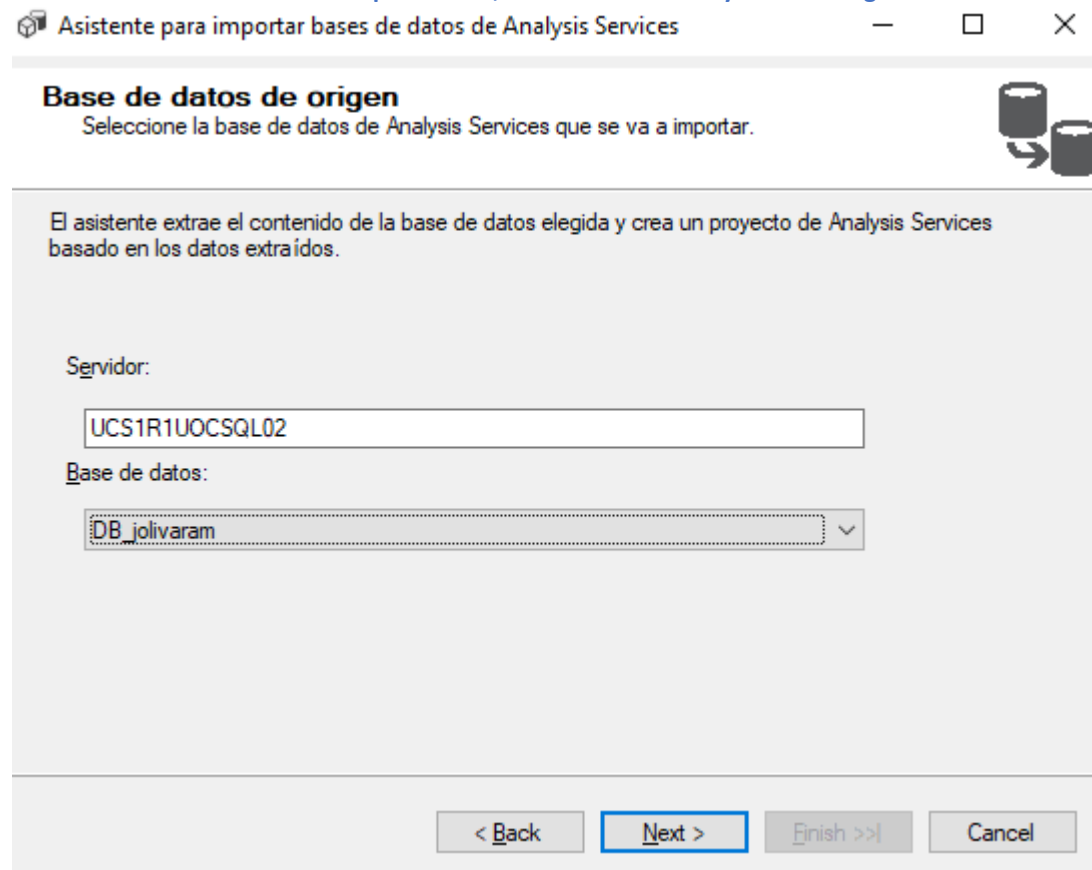 Asistente para importar bases de datos de Analysis Services
Base de datos de origen
Seleccione la base de datos de Analysis Services que se va a importar.
El asistente extrae el contenido de la base de datos elegida y crea un proyecto de Analysis Services
basado en los datos extraídos.
Servidor:
UCS1R1UOCSQL02
Base de datos:
DB_jolivaram
< Back Next > Finish >>| Cancel